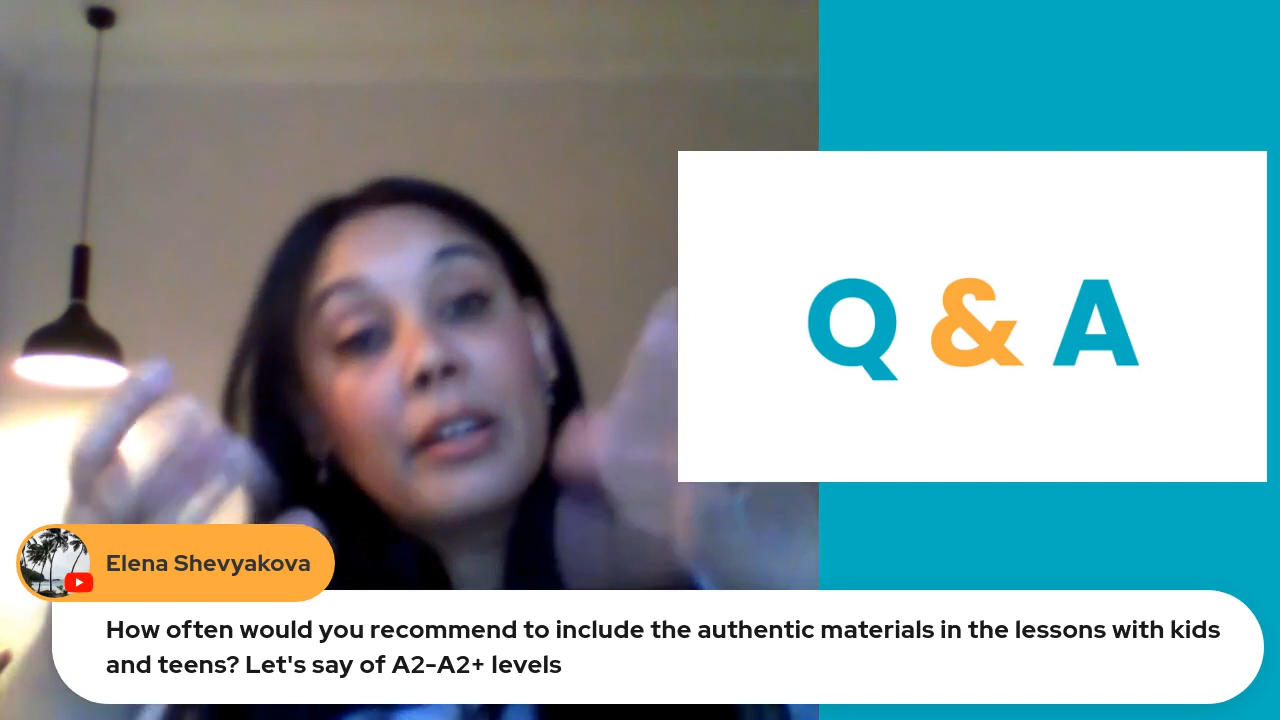 Q & A
Elena Shevyakova
How often would you recommend to include the authentic materials in the lessons with kids
and teens? Let's say of A2-A2+ levels